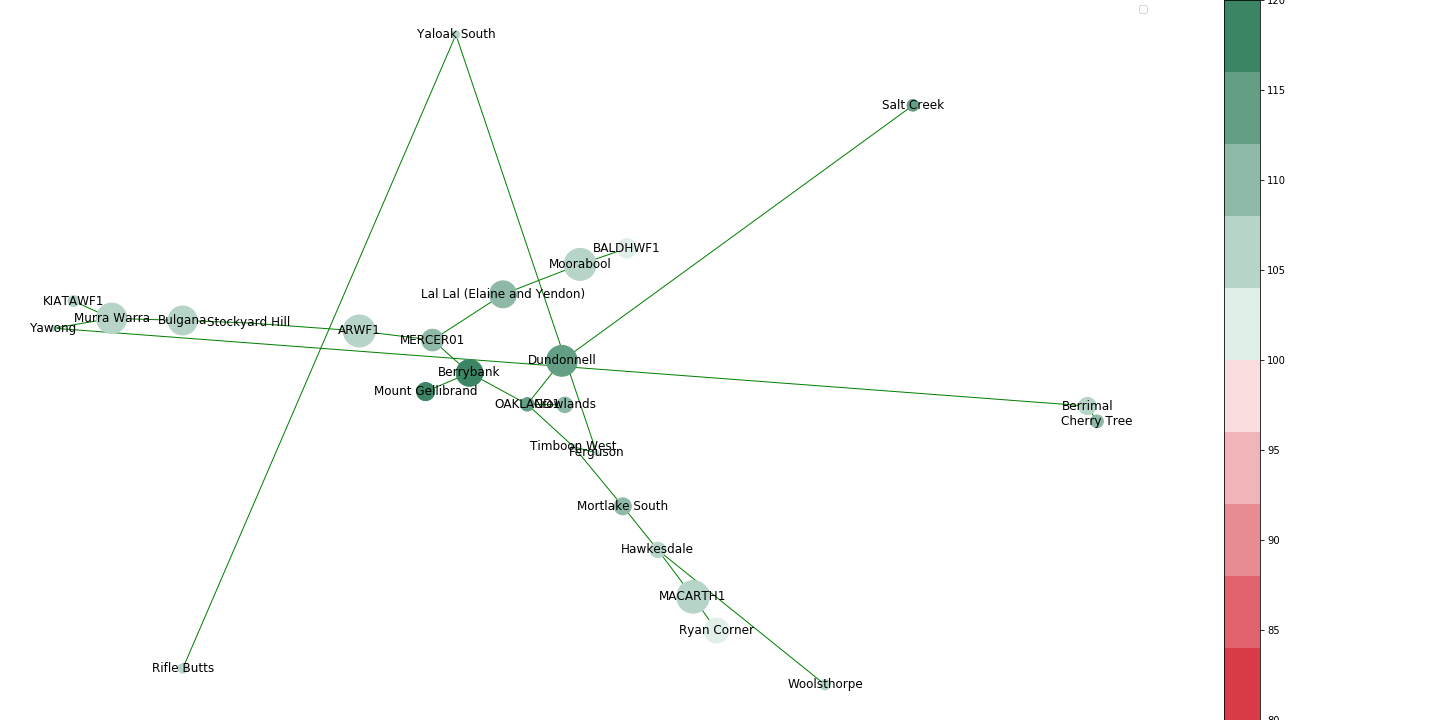 120
Yaloak South
115
Salt Creek
110
BALDHWF1
Moorabool
105
Lal Lal (Elaine and Yendon)
KIATAWF1
Murra Warra
Bulgana
Stockyard Hill
Yawong
ARWF1
MERCER01
100
Dundonnell
Berrybank
Mount Gellibrand
OAKLAND1
Crowlands
Berrimal
Cherry Tree
Timboon West
Ferguson
95
Mortlake South
90
Hawkesdale
MACARTH1
85
Ryan Corner
Rifle Butts
Woolsthorpe
80